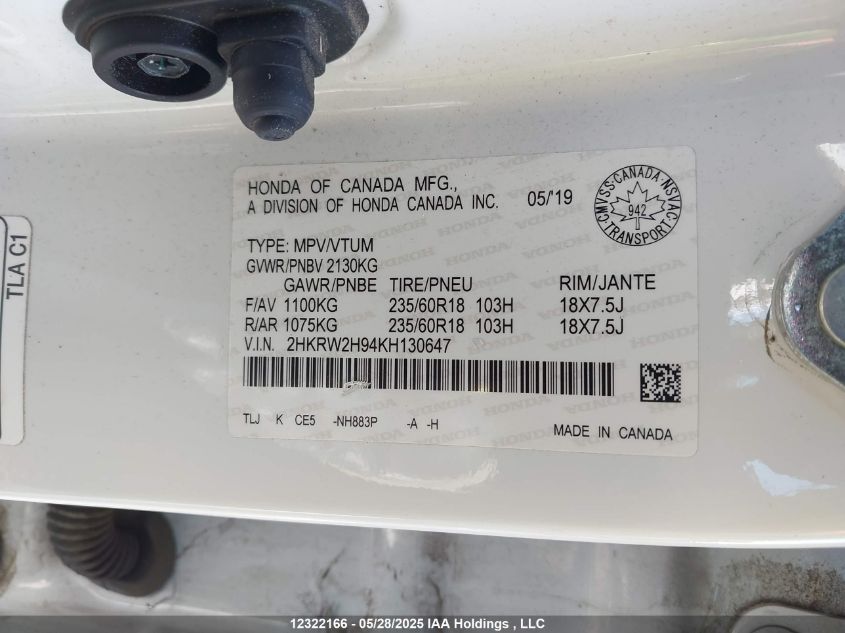 HONDA OF CANADA MFG.,
A DIVISION OF HONDA CANADA INC. 05/'19
CMVSS·CANADA·NSVAC
942
TRANSPORT
TYPE: MPV/VTUM
GVWR/PNBV 2130KG
GAWR/PNBE TIRE/PNEU RIM/JANTE
F/AV 1100KG 235/60R18 103H 18X7.5J
R/AR 1075KG 235/60R18 103H 18X7.5J
V.I.N. 2HKRW2H94KH130647
TLJ K CE5 -NH883P -A -H
MADE IN CANADA
TLA C1
12322166 - 05/28/2025 IAA Holdings , LLC